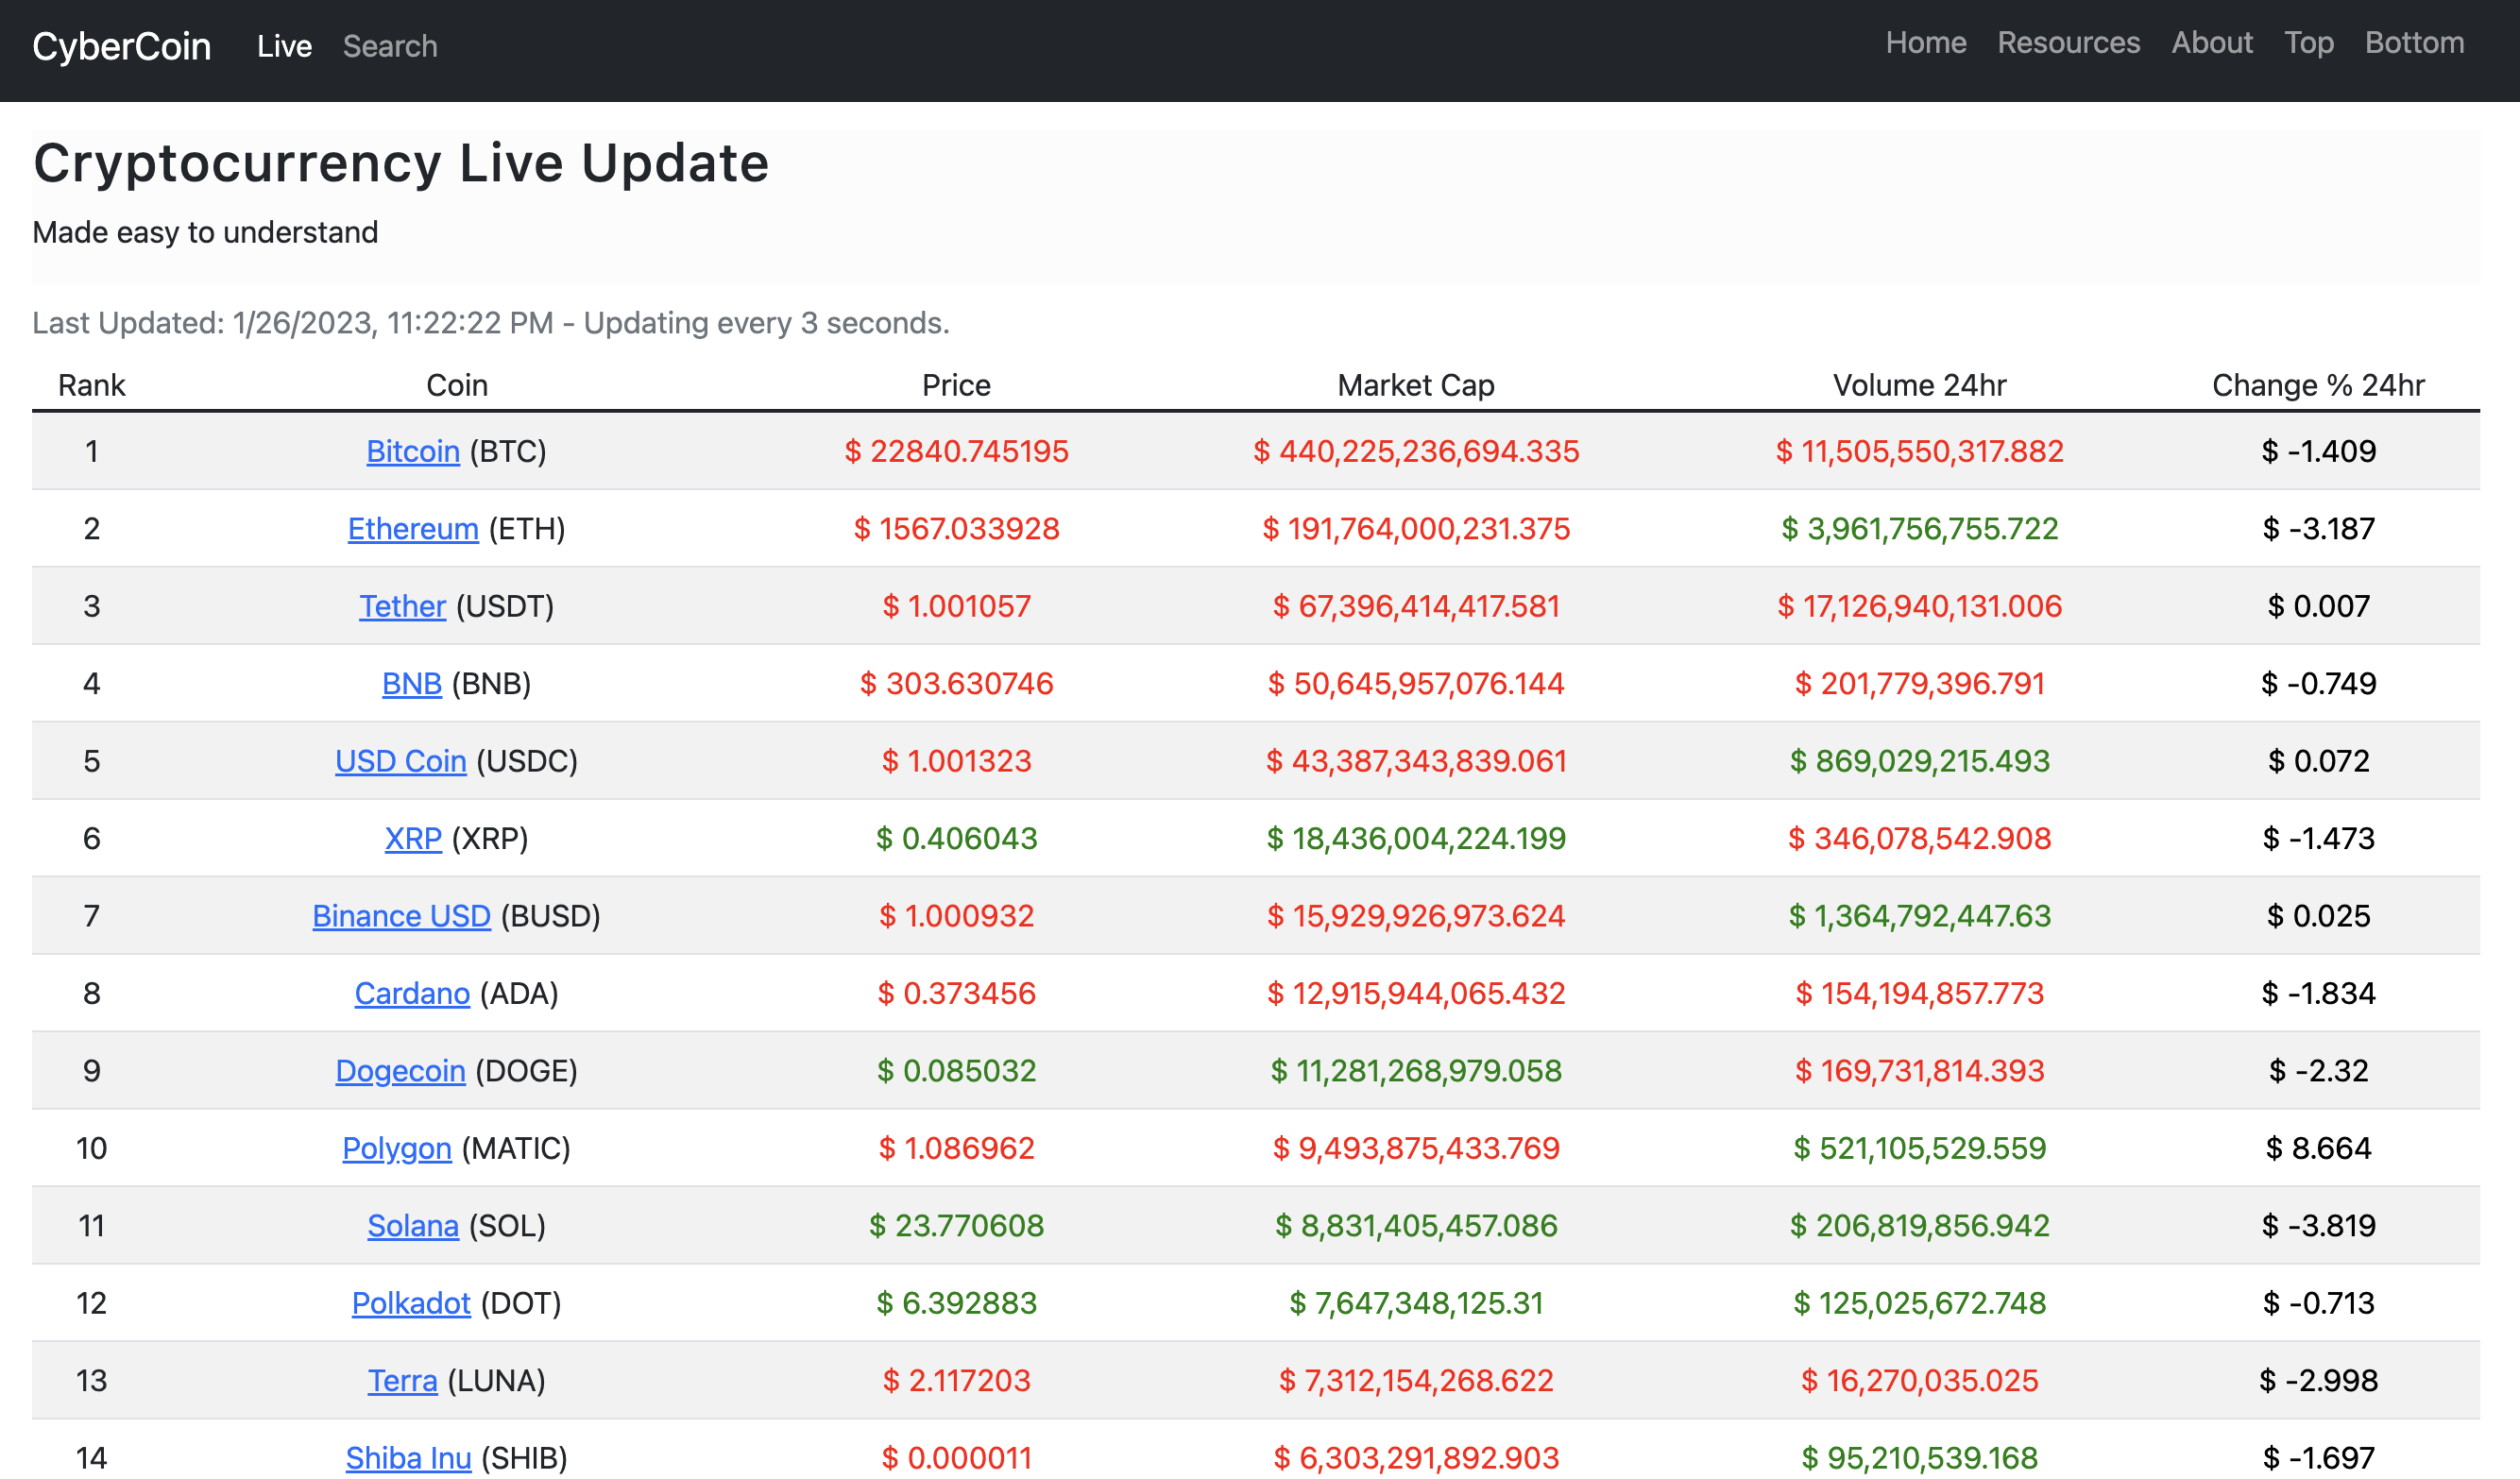 CyberCoin Live Search Home Resources About Top Bottom
Cryptocurrency Live Update
Made easy to understand
Last Updated: 1/26/2023, 11:22:22 PM - Updating every 3 seconds.
Rank Coin Price Market Cap Volume 24hr Change % 24hr
1 Bitcoin (BTC) $ 22840.745195 $ 440,225,236,694.335 $ 11,505,550,317.882 $ -1.409
2 Ethereum (ETH) $ 1567.033928 $ 191,764,000,231.375 $ 3,961,756,755.722 $ -3.187
3 Tether (USDT) $ 1.001057 $ 67,396,414,417.581 $ 17,126,940,131.006 $ 0.007
4 BNB (BNB) $ 303.630746 $ 50,645,957,076.144 $ 201,779,396.791 $ -0.749
5 USD Coin (USDC) $ 1.001323 $ 43,387,343,839.061 $ 869,029,215.493 $ 0.072
6 XRP (XRP) $ 0.406043 $ 18,436,004,224.199 $ 346,078,542.908 $ -1.473
7 Binance USD (BUSD) $ 1.000932 $ 15,929,926,973.624 $ 1,364,792,447.63 $ 0.025
8 Cardano (ADA) $ 0.373456 $ 12,915,944,065.432 $ 154,194,857.773 $ -1.834
9 Dogecoin (DOGE) $ 0.085032 $ 11,281,268,979.058 $ 169,731,814.393 $ -2.32
10 Polygon (MATIC) $ 1.086962 $ 9,493,875,433.769 $ 521,105,529.559 $ 8.664
11 Solana (SOL) $ 23.770608 $ 8,831,405,457.086 $ 206,819,856.942 $ -3.819
12 Polkadot (DOT) $ 6.392883 $ 7,647,348,125.31 $ 125,025,672.748 $ -0.713
13 Terra (LUNA) $ 2.117203 $ 7,312,154,268.622 $ 16,270,035.025 $ -2.998
14 Shiba Inu (SHIB) $ 0.000011 $ 6,303,291,892.903 $ 95,210,539.168 $ -1.697